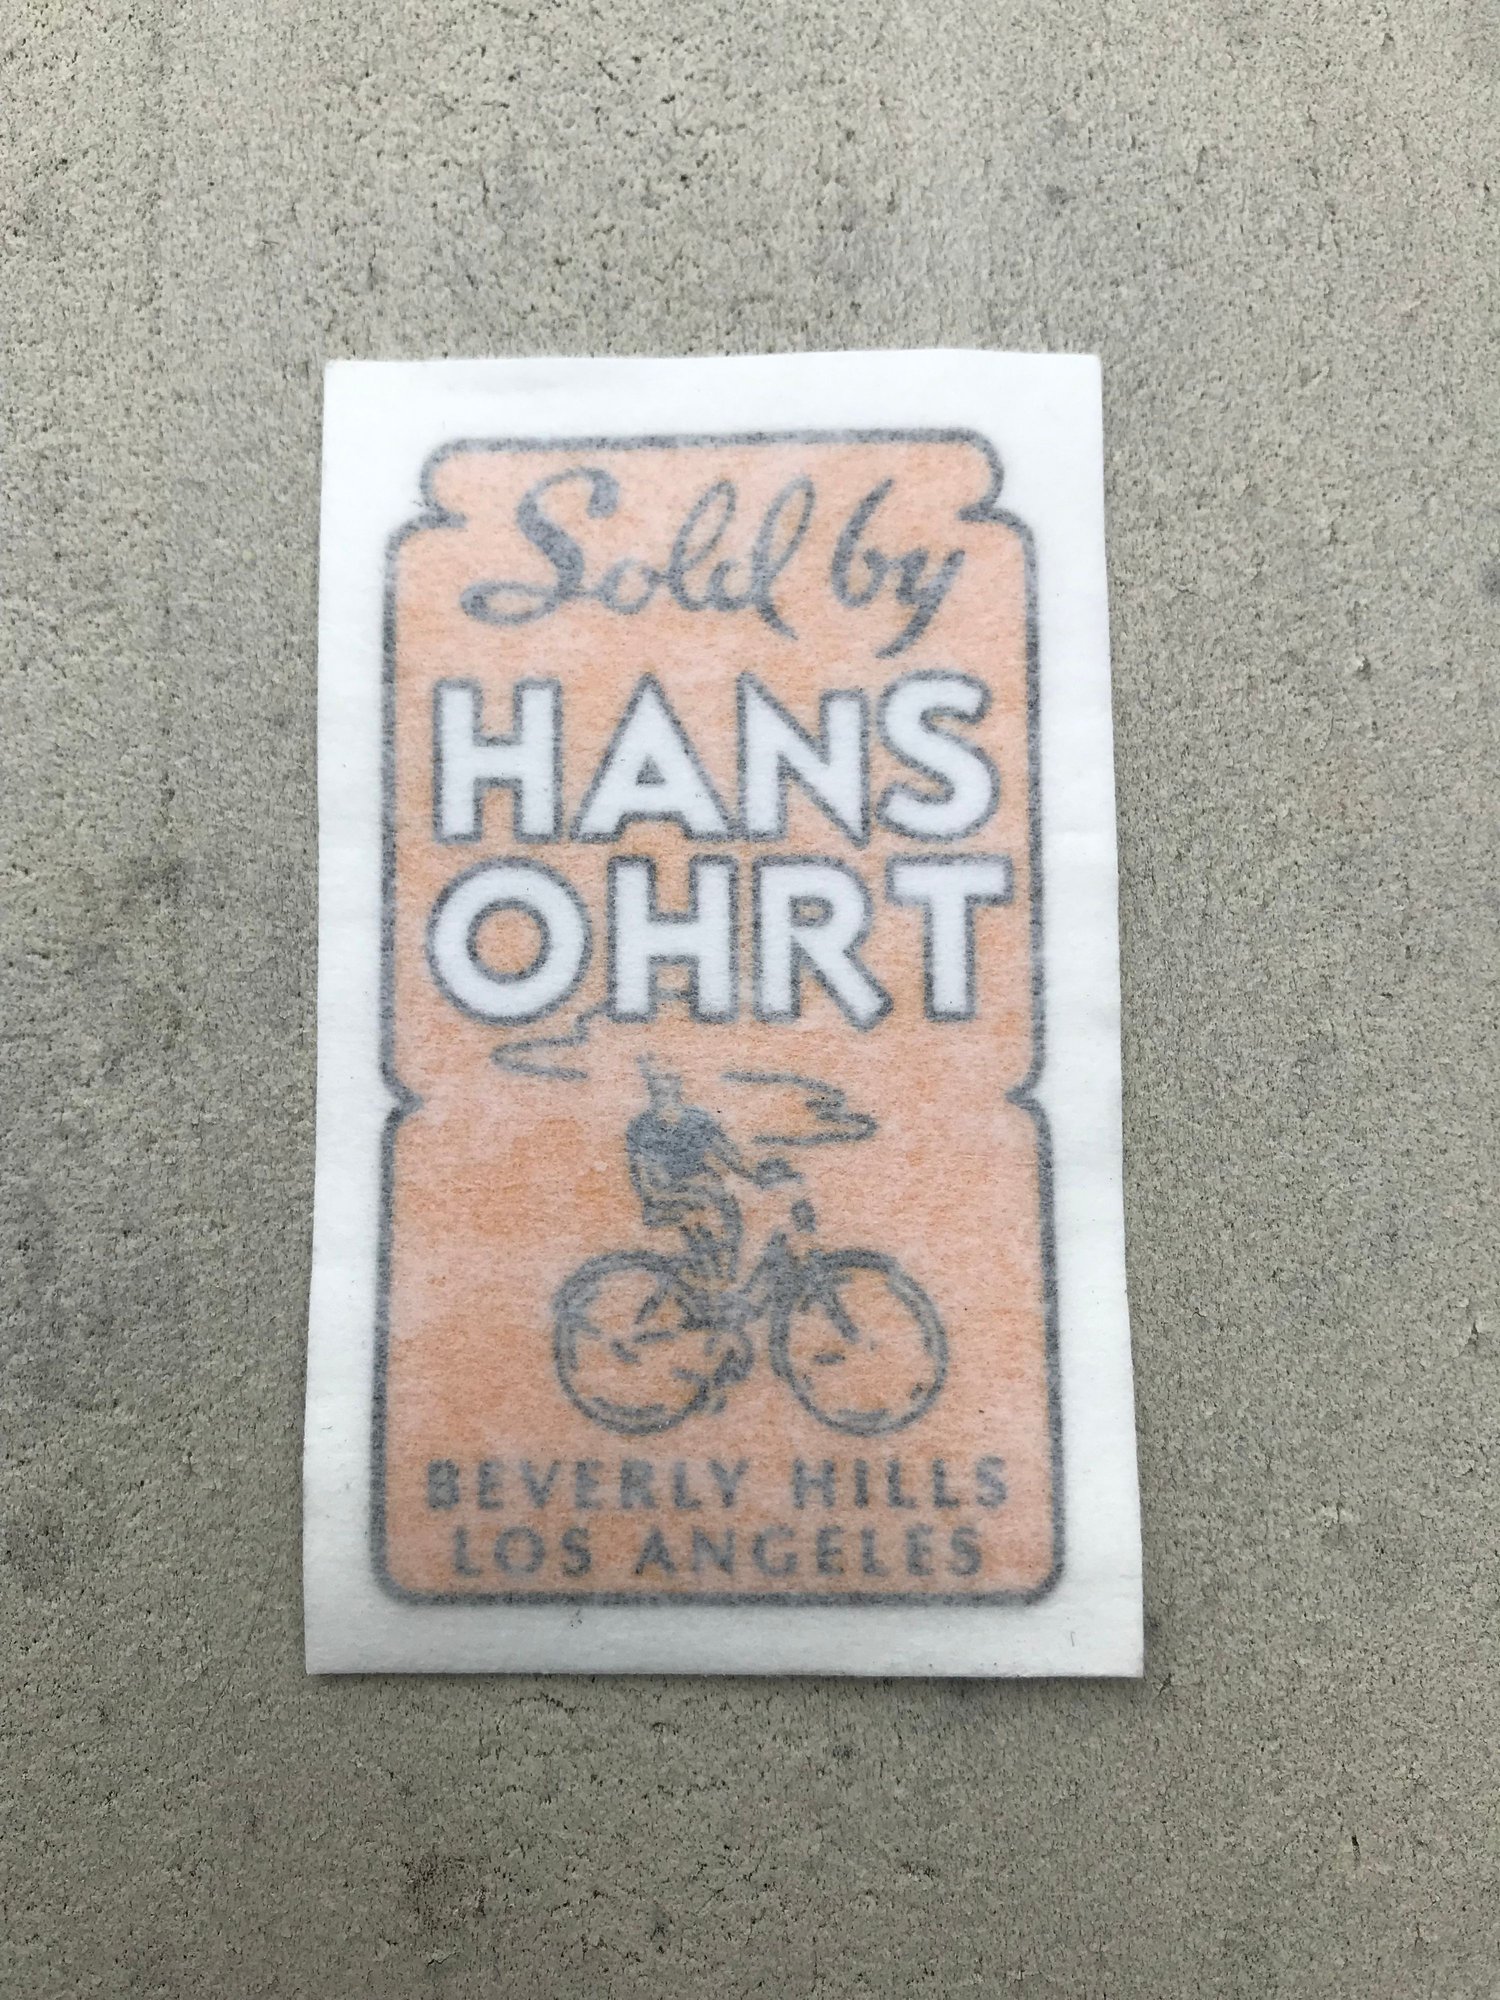 Sold by
HANS
OHRT
BEVERLY HILLS
LOS ANGELES